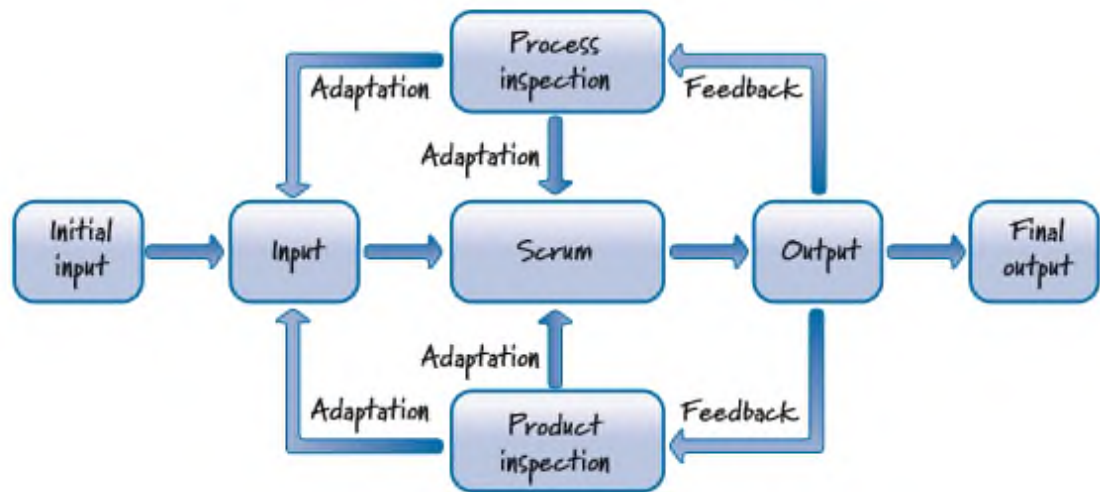 Process
inspection
Adaptation
Feedback
Adaptation
Initial
input
Input
Scrum
Output
Final
output
Adaptation
Adaptation
Feedback
Product
inspection